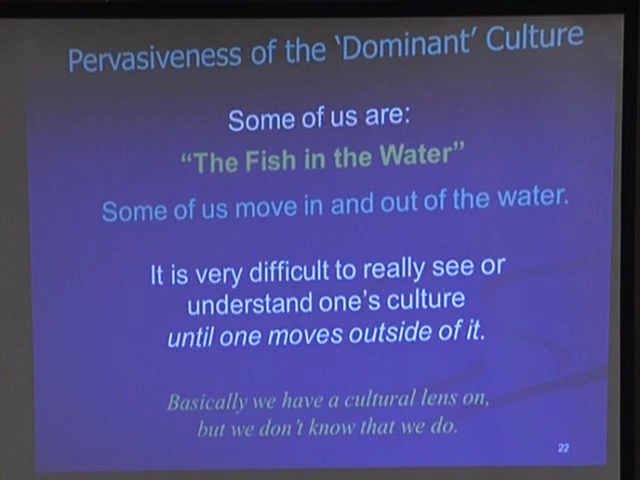 Pervasiveness of the ‘Dominant’ Culture
Some of us are:
“The Fish in the Water”
Some of us move in and out of the water.
It is very difficult to really see or
understand one’s culture
until one moves outside of it.
Basically we have a cultural lens on,
but we don’t know that we do.
22